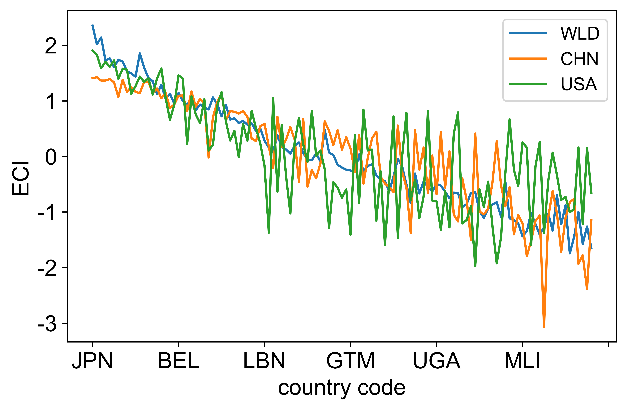 WLD
CHN
USA
2
1
0
-1
-2
-3
ECI
JPN BEL LBN GTM UGA MLI
country code